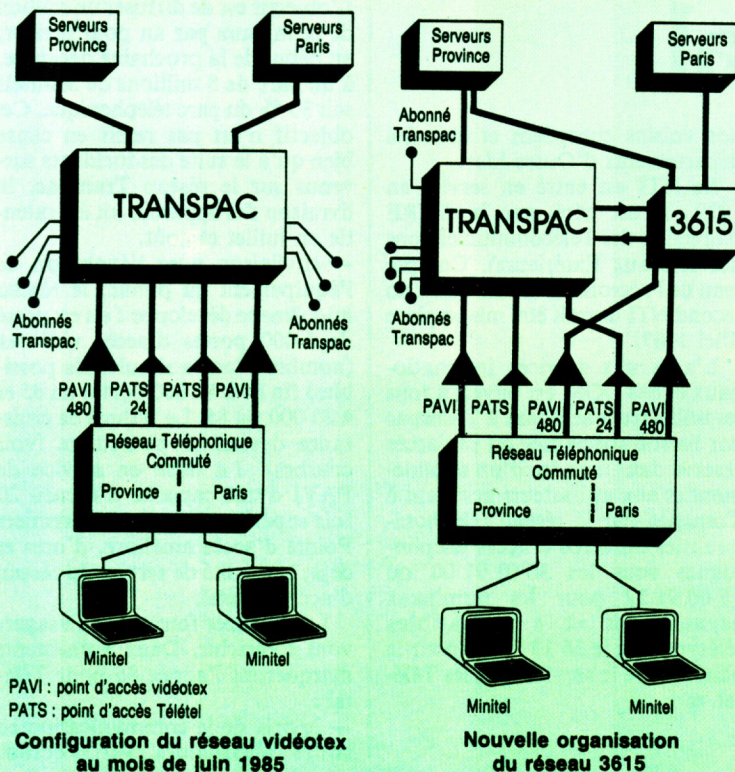 Serveurs
Province
Serveurs
Paris
TRANSPAC
Abonnés
Transpac
Abonnés
Transpac
PAVI
480
PATS
24
PATS
PAVI
Réseau Téléphonique
Commuté
Province
Paris
Minitel
Minitel
PAVI : point d'accès vidéotex
PATS : point d'accès Télétel
Configuration du réseau vidéotex
au mois de juin 1985
Serveurs
Province
Serveurs
Paris
Abonné
Transpac
TRANSPAC
3615
Abonnés
Transpac
PAVI
PATS
PAVI
480
PATS
24
PAVI
480
Réseau Téléphonique
Commuté
Province
Paris
Minitel
Minitel
Nouvelle organisation
du réseau 3615